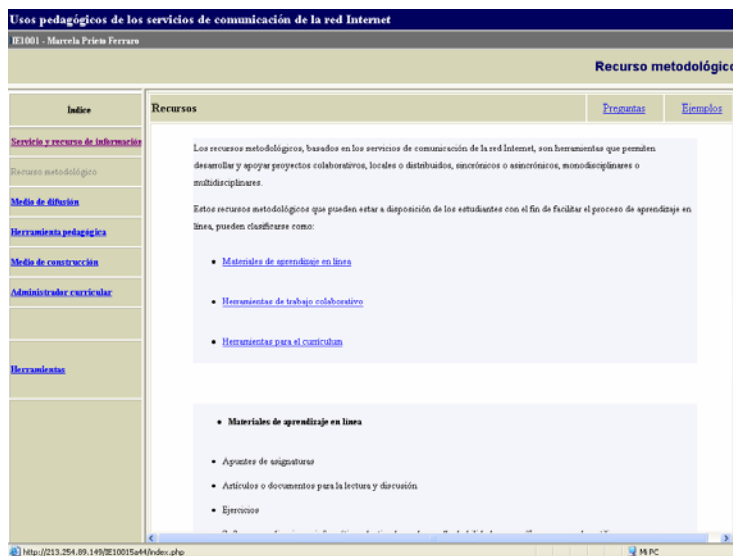 Usos pedagógicos de los servicios de comunicación de la red Internet
IE1001 - Marcela Prieto Ferraro
Recurso metodológico
Índice
Servicio y recurso de información
Recurso metodológico
Medio de difusión
Herramienta pedagógica
Medio de construcción
Administrador curricular
Herramientas
Recursos
Preguntas
Ejemplos
Los recursos metodológicos, basados en los servicios de comunicación de la red Internet, son herramientas que permiten
desarrollar y apoyar proyectos colaborativos, locales o distribuidos, sincrónicos o asincrónicos, monodisciplinares o
multidisciplinares.
Estos recursos metodológicos que pueden estar a disposición de los estudiantes con el fin de facilitar el proceso de aprendizaje en
línea, pueden clasificarse como:
• Materiales de aprendizaje en línea
• Herramientas de trabajo colaborativo
• Herramientas para el currículum
• Materiales de aprendizaje en línea
• Apuntes de asignaturas
• Artículos o documentos para la lectura y discusión
• Ejercicios
http://213.254.89.149/IE10015a44/index.php
Mi PC